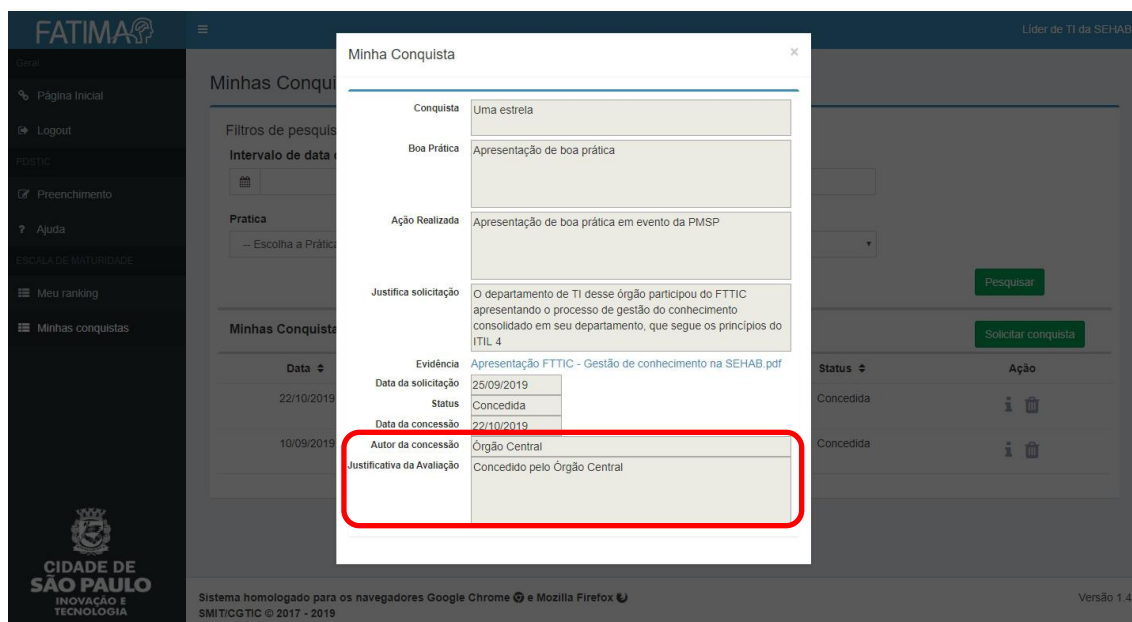 FATIMA
Líder de TI da SEHAB
Geral
Página Inicial
Logout
PDSTIC
Preenchimento
Ajuda
ESCALA DE MATURIDADE
Meu ranking
Minhas conquistas
CIDADE DE
SÃO PAULO
INOVAÇÃO E
TECNOLOGIA
Minhas Conqui
Filtros de pesquis
Intervalo de data
Pratica
-- Escolha a Prática
Pesquisar
Minhas Conquista
Solicitar conquista
Data Status Ação
22/10/2019 Concedida
10/09/2019 Concedida
Minha Conquista ×
Conquista Uma estrela
Boa Prática Apresentação de boa prática
Ação Realizada Apresentação de boa prática em evento da PMSP
Justifica solicitação O departamento de TI desse órgão participou do FTTIC
apresentando o processo de gestão do conhecimento
consolidado em seu departamento, que segue os princípios do
ITIL 4
Evidência Apresentação FTTIC - Gestão de conhecimento na SEHAB.pdf
Data da solicitação 25/09/2019
Status Concedida
Data da concessão 22/10/2019
Autor da concessão Órgão Central
Justificativa da Avaliação Concedido pelo Órgão Central
Sistema homologado para os navegadores Google Chrome e Mozilla Firefox
SMIT/CGTIC © 2017 - 2019
Versão 1.4